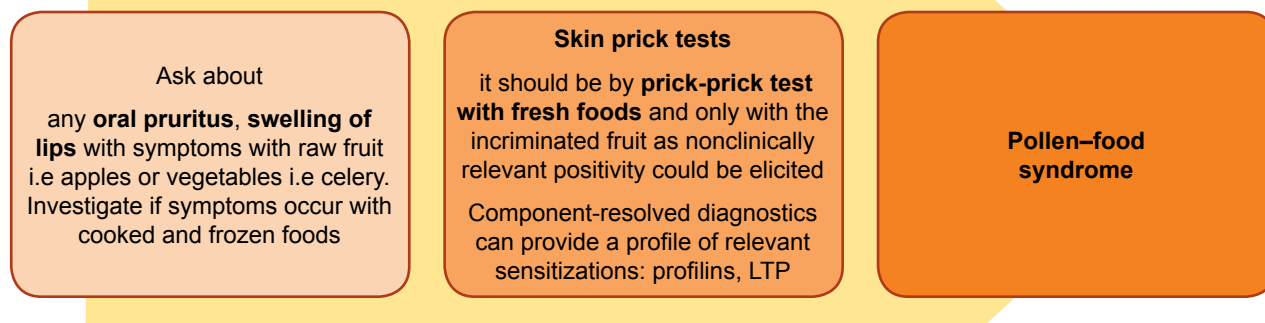 Ask about
any oral pruritus, swelling of
lips with symptoms with raw fruit
i.e apples or vegetables i.e celery.
Investigate if symptoms occur with
cooked and frozen foods
Skin prick tests
it should be by prick-prick test
with fresh foods and only with the
incriminated fruit as nonclinically
relevant positivity could be elicited
Component-resolved diagnostics
can provide a profile of relevant
sensitizations: profilins, LTP
Pollen–food
syndrome